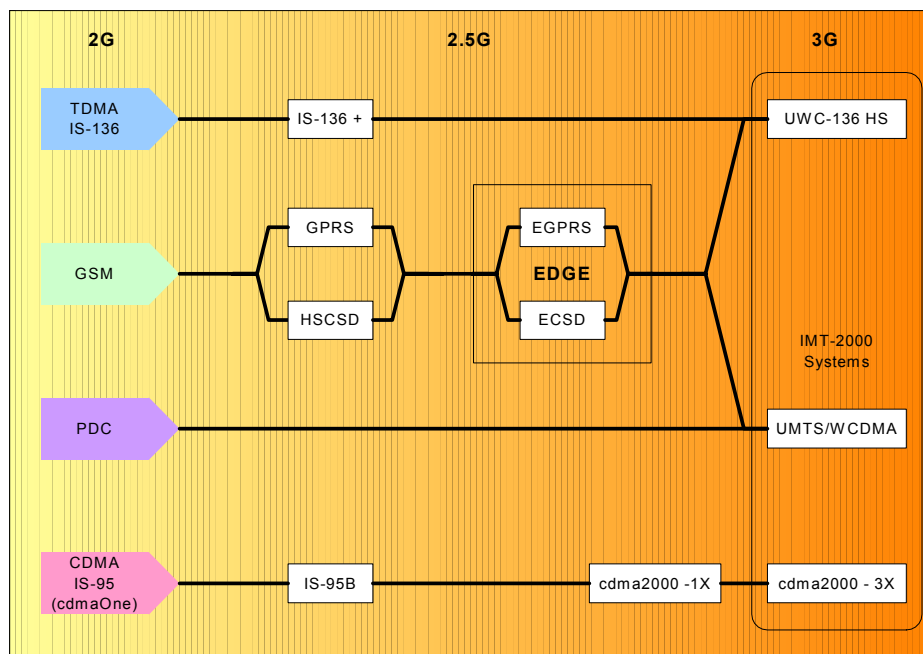 2G
2.5G
3G
TDMA
IS-136
IS-136 +
UWC-136 HS
GPRS
EGPRS
GSM
EDGE
HSCSD
ECSD
IMT-2000
Systems
PDC
UMTS/WCDMA
CDMA
IS-95
(cdmaOne)
IS-95B
cdma2000 -1X
cdma2000 - 3X